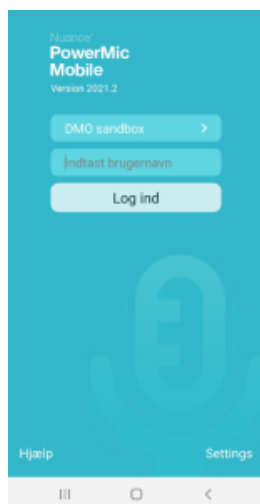 Nuance®
PowerMic
Mobile
Version 2021.2
DMO sandbox
Indtast brugernavn
Log ind
Hjælp
Settings